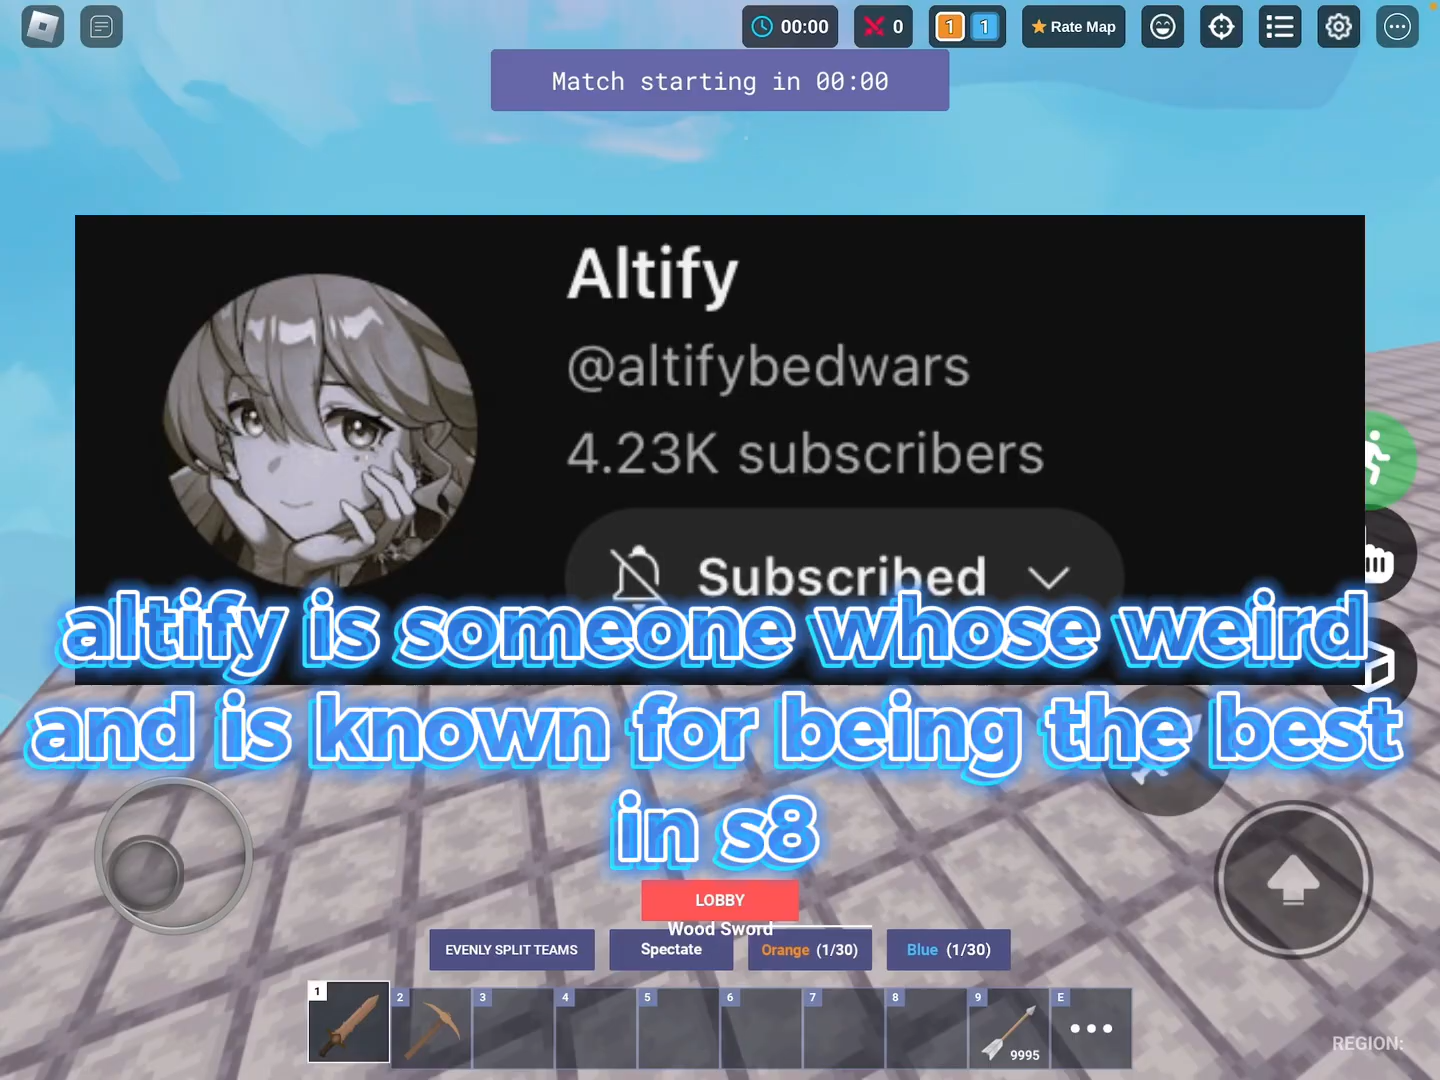 00:00
0
1
1
Rate Map
Match starting in 00:00
Altify
@altifybedwars
4.23K subscribers
Subscribed
altify is someone whose weird
and is known for being the best
in s8
LOBBY
Wood Sword
EVENLY SPLIT TEAMS
Spectate
Orange (1/30)
Blue (1/30)
1
2
3
4
5
6
7
8
9
E
9995
REGION: